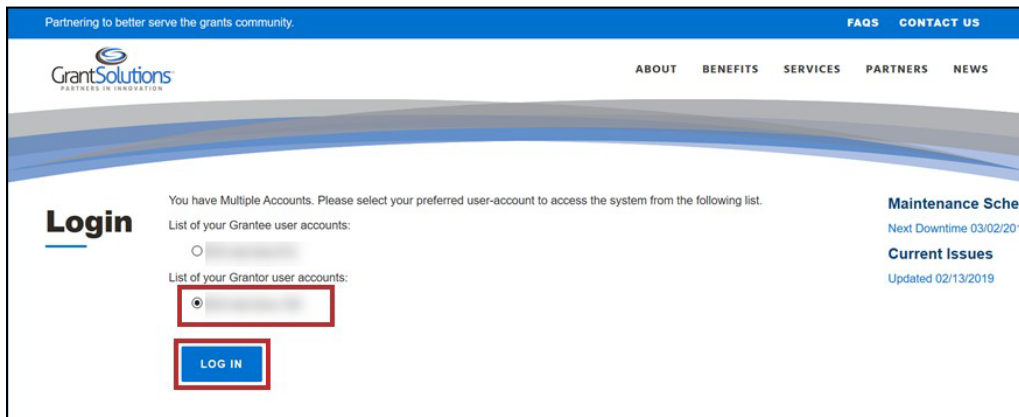 Partnering to better serve the grants community.
FAQS CONTACT US
GrantSolutions
PARTNERS IN INNOVATION
ABOUT BENEFITS SERVICES PARTNERS NEWS
Login
You have Multiple Accounts. Please select your preferred user-account to access the system from the following list.
List of your Grantee user accounts:
List of your Grantor user accounts:
LOG IN
Maintenance Sche
Next Downtime 03/02/201
Current Issues
Updated 02/13/2019